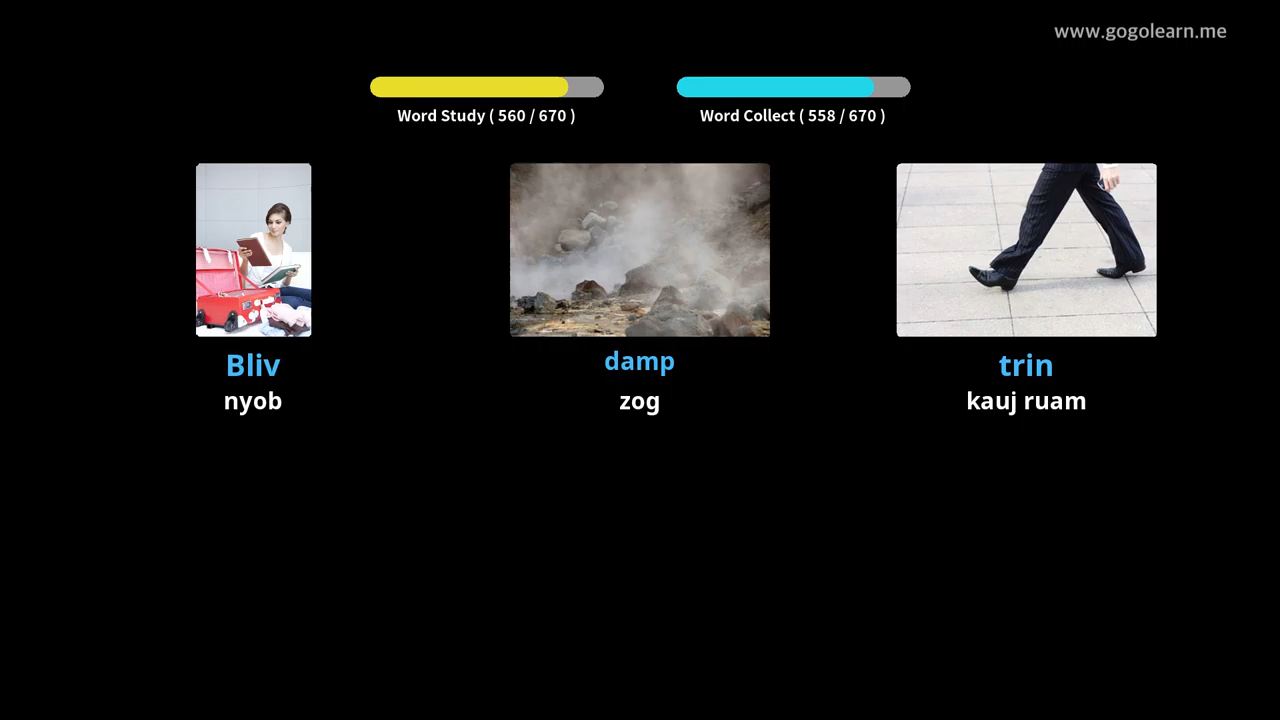 www.gogolearn.me
Word Study ( 560 / 670 )
Word Collect ( 558 / 670 )
Bliv
nyob
damp
zog
trin
kauj ruam